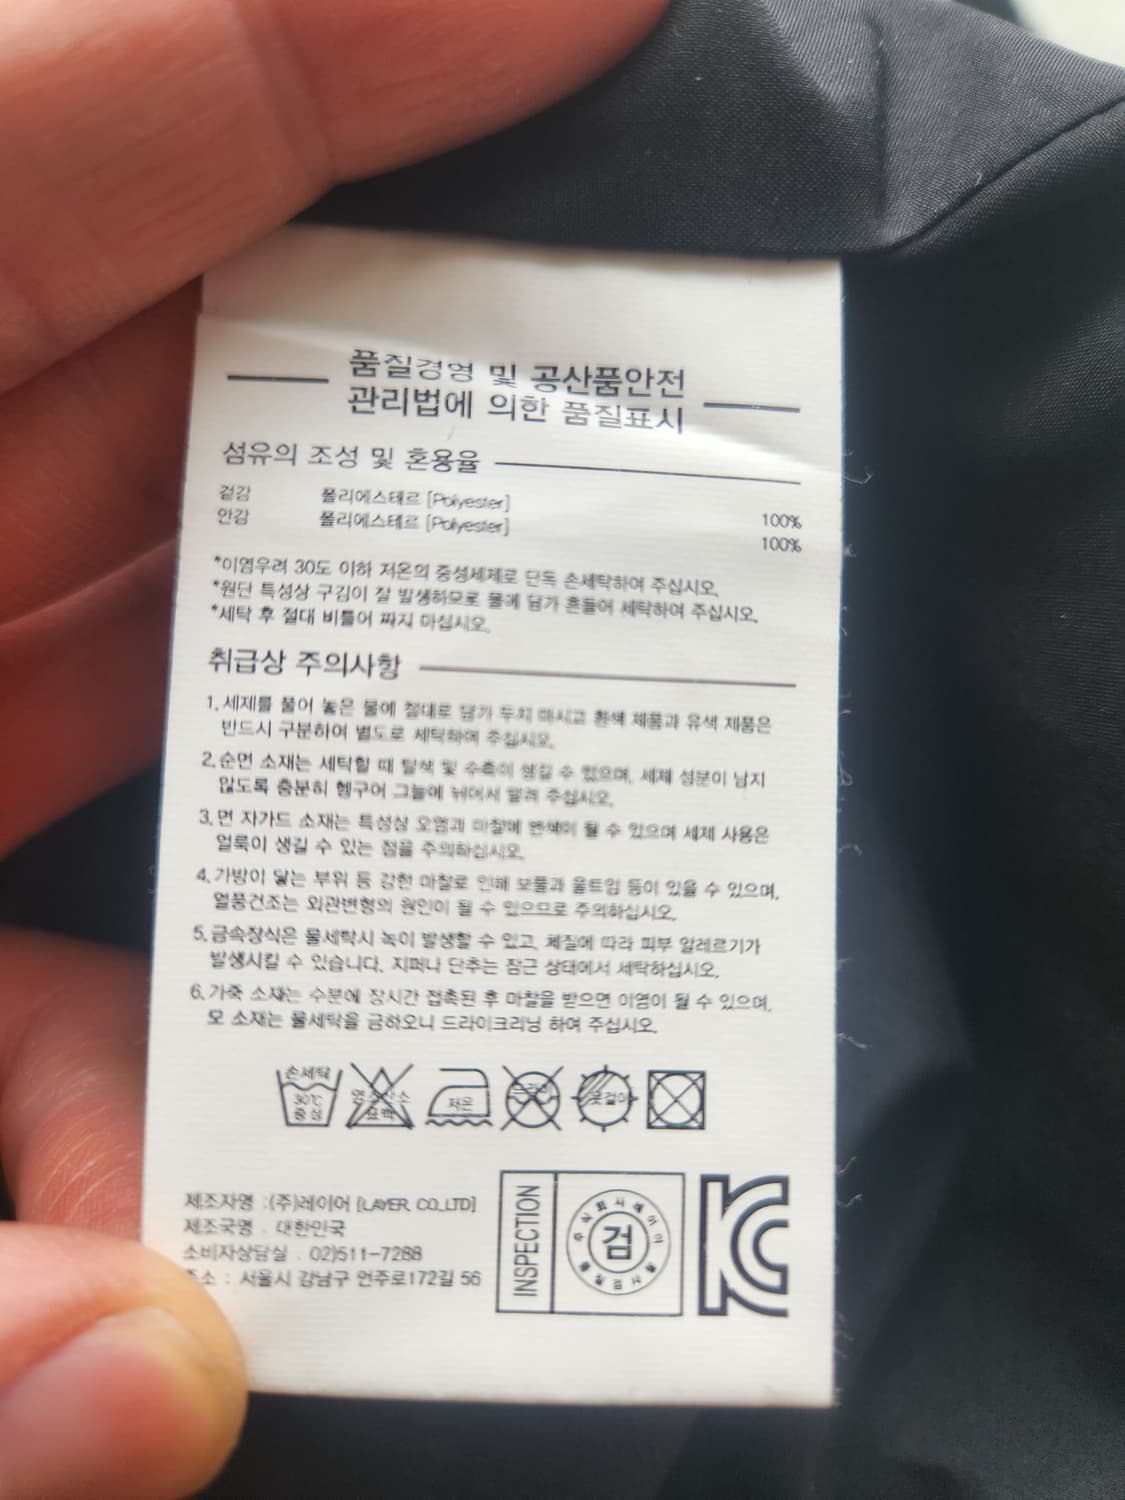 품질경영 및 공산품안전
관리법에 의한 품질표시
섬유의 조성 및 혼용율
겉감 폴리에스테르 [Polyester] 100%
안감 폴리에스테르 [Polyester] 100%
*이염우려 30도 이하 저온의 중성세제로 단독 손세탁하여 주십시오.
*원단 특성상 구김이 잘 발생하므로 물에 담가 흔들어 세탁하여 주십시오.
*세탁 후 절대 비틀어 짜지 마십시오.
취급상 주의사항
1. 세제를 풀어 놓은 물에 절대로 담가 두지 마시고 흰색 제품과 유색 제품은
반드시 구분하여 별도로 세탁하여 주십시오.
2. 순면 소재는 세탁할 때 탈색 및 수축이 생길 수 있으며, 세제 성분이 남지
않도록 충분히 헹구어 그늘에 뉘어서 말려 주십시오.
3. 면 자가드 소재는 특성상 오염과 마찰에 변색이 될 수 있으며 세제 사용은
얼룩이 생길 수 있는 점을 주의하십시오.
4. 가방이 닿는 부위 등 강한 마찰로 인해 보풀과 올트임 등이 있을 수 있으며,
열풍건조는 외관변형의 원인이 될 수 있으므로 주의하십시오.
5. 금속장식은 물세탁시 녹이 발생할 수 있고, 체질에 따라 피부 알레르기가
발생시킬 수 있습니다. 지퍼나 단추는 잠근 상태에서 세탁하십시오.
6. 가죽 소재는 수분에 장시간 접촉된 후 마찰을 받으면 이염이 될 수 있으며,
모 소재는 물세탁을 금하오니 드라이크리닝 하여 주십시오.
손세탁
30℃
중성
염소산소
표백
저온
드라이
옷걸이
제조자명 :(주)레이어 [LAYER. CO.,LTD]
제조국명 . 대한민국
소비자상담실 . 02)511-7288
주소 : 서울시 강남구 언주로172길 56
INSPECTION
주식회사레이어
검
품질검사필
KC